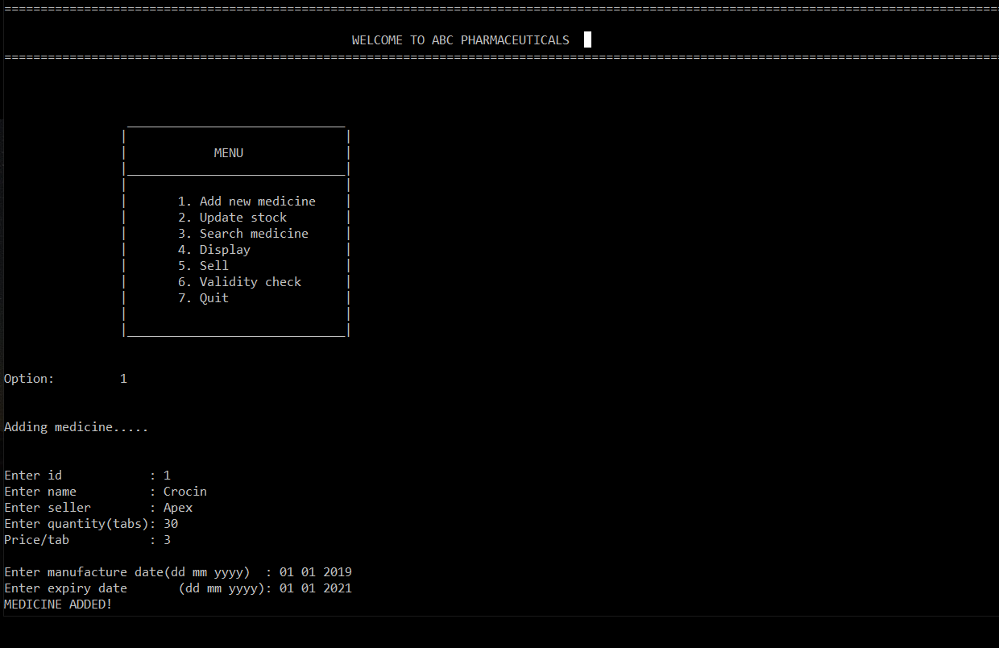 ==========================================================================================================================================
WELCOME TO ABC PHARMACEUTICALS
==========================================================================================================================================
MENU
1. Add new medicine
2. Update stock
3. Search medicine
4. Display
5. Sell
6. Validity check
7. Quit
Option: 1
Adding medicine.....
Enter id : 1
Enter name : Crocin
Enter seller : Apex
Enter quantity(tabs): 30
Price/tab : 3
Enter manufacture date(dd mm yyyy) : 01 01 2019
Enter expiry date (dd mm yyyy): 01 01 2021
MEDICINE ADDED!